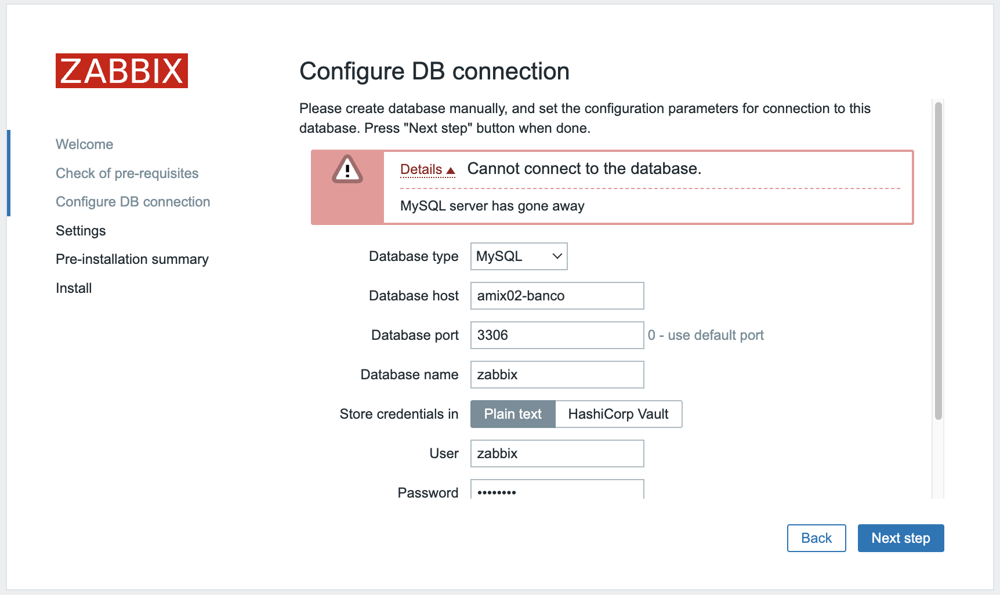 ZABBIX
Welcome
Check of pre-requisites
Configure DB connection
Settings
Pre-installation summary
Install
Configure DB connection
Please create database manually, and set the configuration parameters for connection to this
database. Press "Next step" button when done.
Details ▲ Cannot connect to the database.
MySQL server has gone away
Database type MySQL
Database host amix02-banco
Database port 3306 0 - use default port
Database name zabbix
Store credentials in Plain text HashiCorp Vault
User zabbix
Password ••••••••
Back Next step